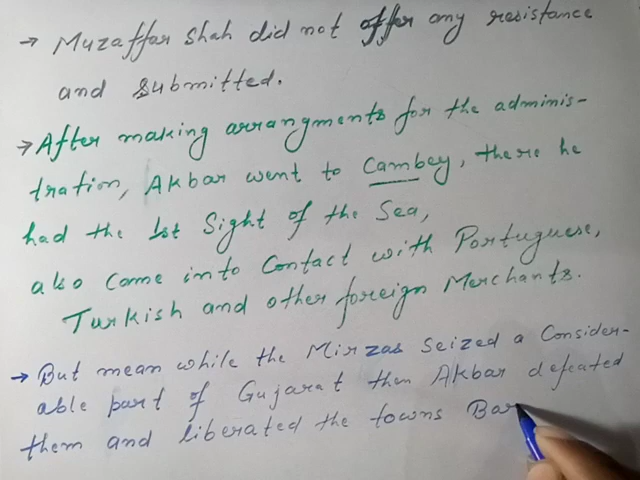 → Muzaffar Shah did not offer any resistance
and submitted.
→ After making arrangments for the adminis-
tration, Akbar went to Cambey, there he
had the 1st Sight of the Sea,
also Come into Contact with Portuguese,
Turkish and other foreign Merchants.
→ But mean while the Mirzas Seized a Consider-
able part of Gujarat then Akbar defeated
them and liberated the towns Bar